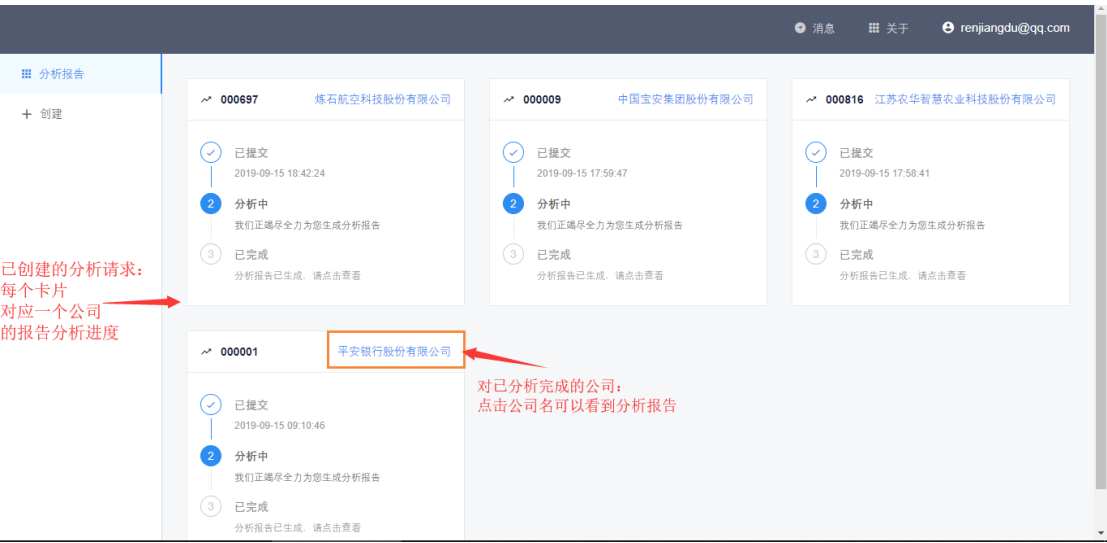 消息 关于 renjiangdu@qq.com
分析报告
创建
000697 炼石航空科技股份有限公司
已提交
2019-09-15 18:42:24
2 分析中
我们正竭尽全力为您生成分析报告
3 已完成
分析报告已生成, 请点击查看
000009 中国宝安集团股份有限公司
已提交
2019-09-15 17:59:47
2 分析中
我们正竭尽全力为您生成分析报告
3 已完成
分析报告已生成, 请点击查看
000816 江苏农华智慧农业科技股份有限公司
已提交
2019-09-15 17:58:41
2 分析中
我们正竭尽全力为您生成分析报告
3 已完成
分析报告已生成, 请点击查看
已创建的分析请求：
每个卡片
对应一个公司
的报告分析进度
000001 平安银行股份有限公司
已提交
2019-09-15 09:10:46
2 分析中
我们正竭尽全力为您生成分析报告
3 已完成
分析报告已生成, 请点击查看
对已分析完成的公司：
点击公司名可以看到分析报告